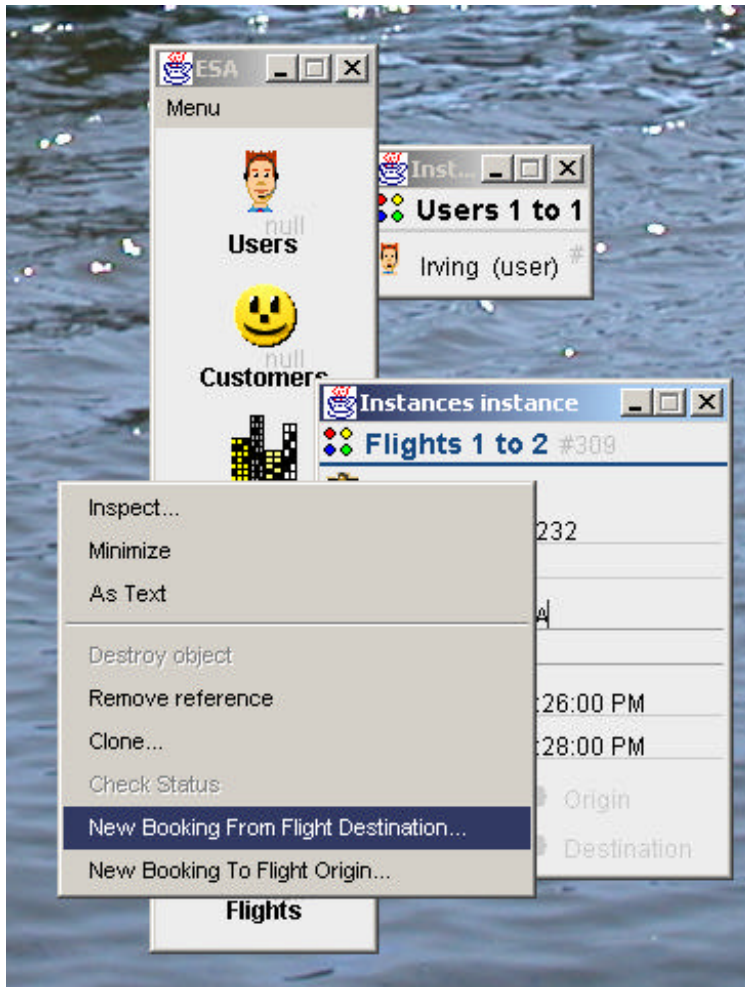 ESA
Menu
null
Users
Inst...
Users 1 to 1
Irving (user) #
null
Customers
Instances instance
Flights 1 to 2 #309
232
A
:26:00 PM
:28:00 PM
Origin
Destination
Inspect...
Minimize
As Text
Destroy object
Remove reference
Clone...
Check Status
New Booking From Flight Destination...
New Booking To Flight Origin...
Flights